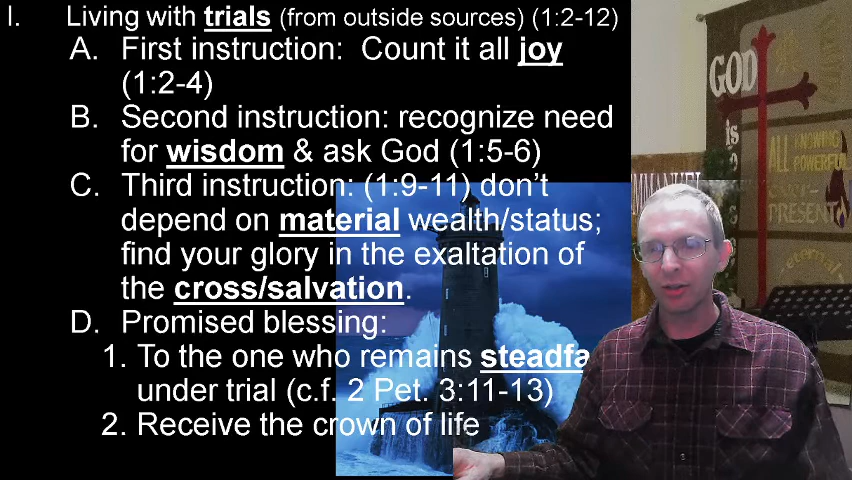 I. Living with trials (from outside sources) (1:2-12)
A. First instruction: Count it all joy
(1:2-4)
B. Second instruction: recognize need
for wisdom & ask God (1:5-6)
C. Third instruction: (1:9-11) don't
depend on material wealth/status;
find your glory in the exaltation of
the cross/salvation.
D. Promised blessing:
1. To the one who remains steadfa
under trial (c.f. 2 Pet. 3:11-13)
2. Receive the crown of life
GOD
is
MMANUEL
ALL KNOWING
POWERFUL
PRESENT
eternal